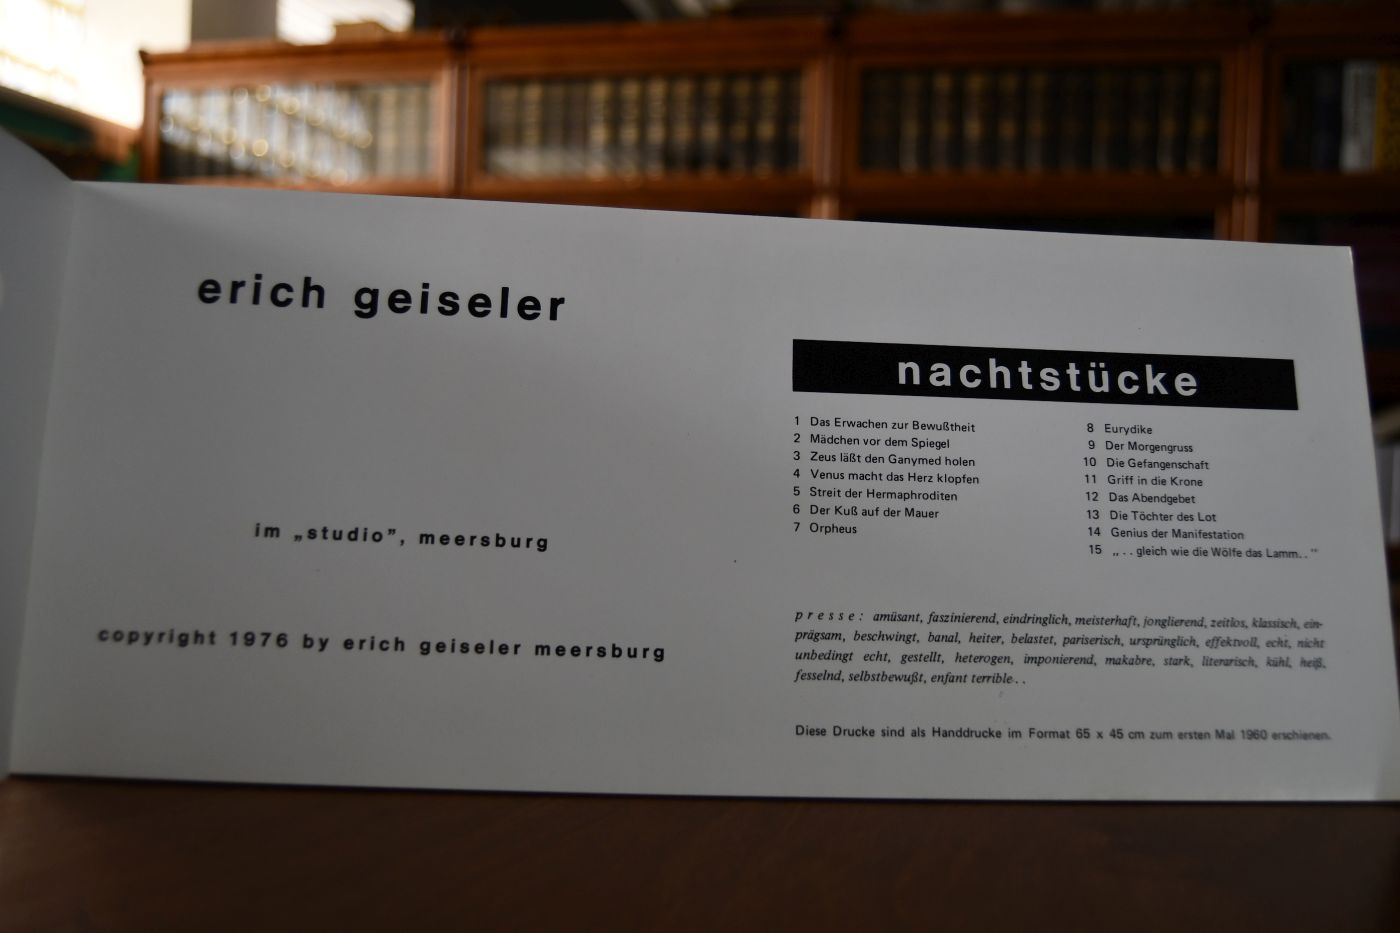 erich geiseler
im „studio”, meersburg
copyright 1976 by erich geiseler meersburg
nachtstücke
1 Das Erwachen zur Bewußtheit
2 Mädchen vor dem Spiegel
3 Zeus läßt den Ganymed holen
4 Venus macht das Herz klopfen
5 Streit der Hermaphroditen
6 Der Kuß auf der Mauer
7 Orpheus
8 Eurydike
9 Der Morgengruss
10 Die Gefangenschaft
11 Griff in die Krone
12 Das Abendgebet
13 Die Töchter des Lot
14 Genius der Manifestation
15 „. . gleich wie die Wölfe das Lamm. . "
presse: amüsant, faszinierend, eindringlich, meisterhaft, jonglierend, zeitlos, klassisch, ein-
prägsam, beschwingt, banal, heiter, belastet, pariserisch, ursprünglich, effektvoll, echt, nicht
unbedingt echt, gestellt, heterogen, imponierend, makabre, stark, literarisch, kühl, heiß,
fesselnd, selbstbewußt, enfant terrible . .
Diese Drucke sind als Handdrucke im Format 65 x 45 cm zum ersten Mal 1960 erschienen.